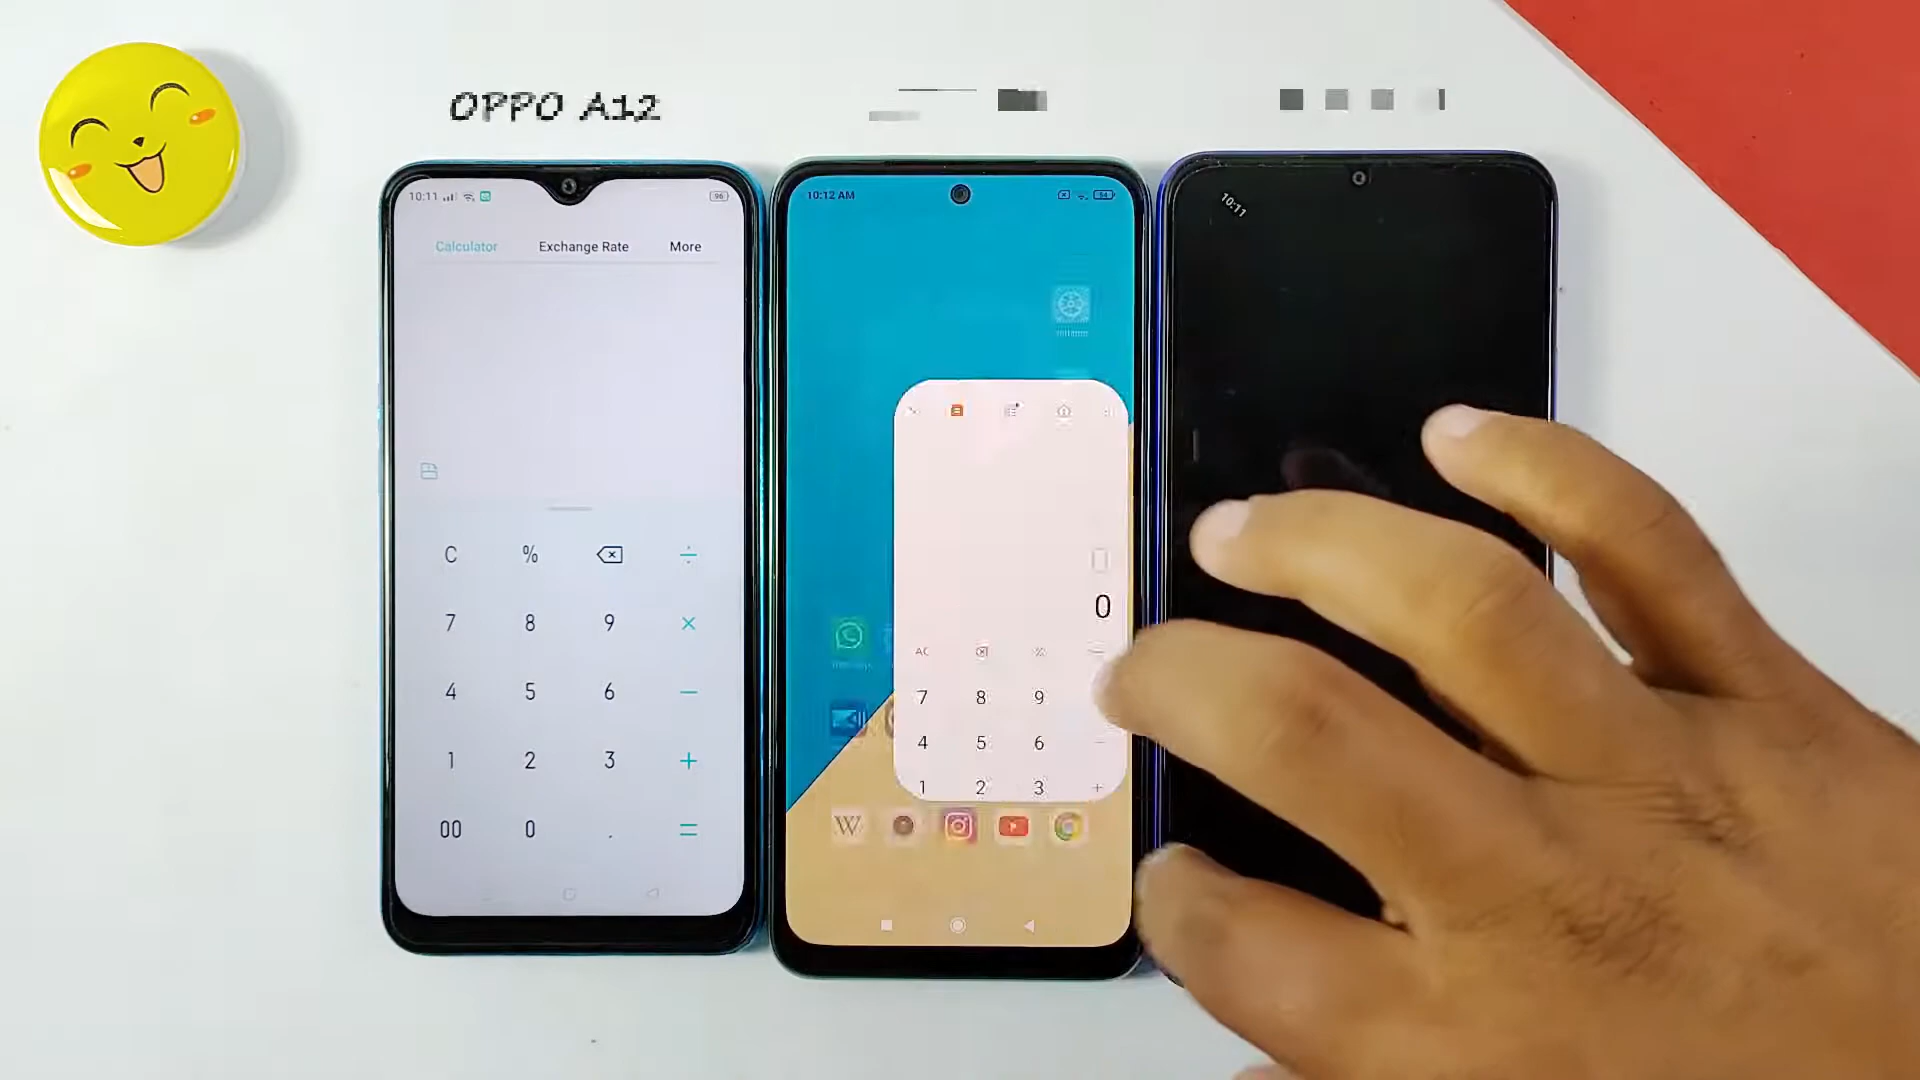 OPPO A12
10:11
96
Calculator Exchange Rate More
C % ÷
7 8 9 ×
4 5 6 −
1 2 3 +
00 0 . =
10:12 AM
0
AC
7 8 9
4 5 6 −
1 2 3 +
W
10:11